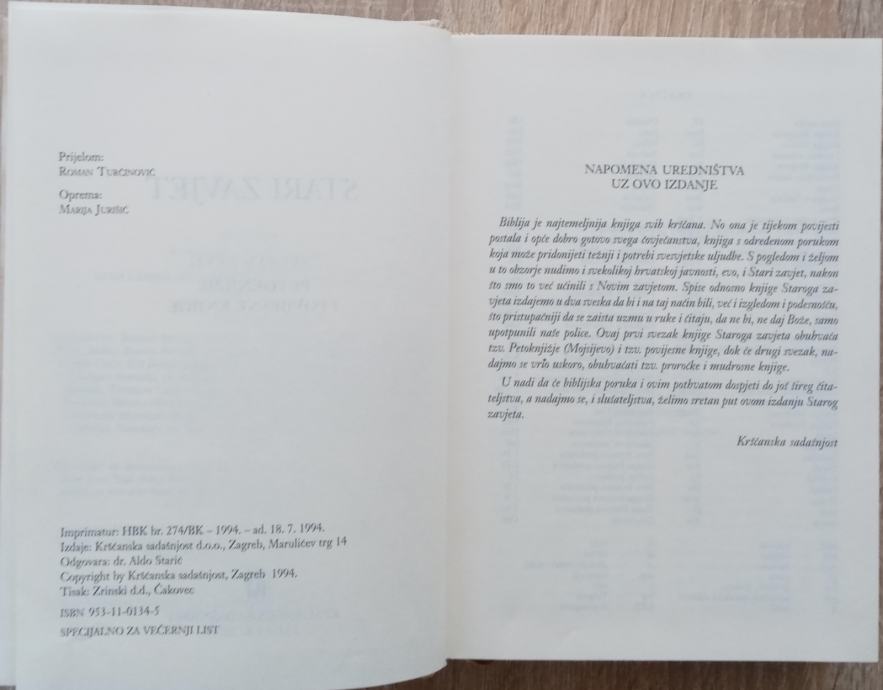 Prijelom:
ROMAN TURČINOVIĆ
Oprema:
MARIJA JURIŠIĆ
Imprimatur: HBK br. 274/BK – 1994. – ad. 18. 7. 1994.
Izdaje: Kršćanska sadašnjost d.o.o., Zagreb, Marulićev trg 14
Odgovara: dr. Aldo Starić
Copyright by Kršćanska sadašnjost, Zagreb 1994.
Tisak: Zrinski d.d., Čakovec
ISBN 953-11-0134-5
SPECIJALNO ZA VEČERNJI LIST
NAPOMENA UREDNIŠTVA
UZ OVO IZDANJE
Biblija je najtemeljnija knjiga svih kršćana. No ona je tijekom povijesti
postala i opće dobro gotovo svega čovječanstva, knjiga s određenom porukom
koja može pridonijeti težnji i potrebi svesvjetske uljudbe. S pogledom i željom
u to obzorje nudimo i svekolikoj hrvatskoj javnosti, evo, i Stari zavjet, nakon
što smo to već učinili s Novim zavjetom. Spise odnosno knjige Staroga za-
vjeta izdajemo u dva sveska da bi i na taj način bili, već i izgledom i podesnošću,
što pristupačniji da se zaista uzmu u ruke i čitaju, da ne bi, ne daj Bože, samo
upotpunili naše police. Ovaj prvi svezak knjige Staroga zavjeta obuhvaća
tzv. Petoknjižje (Mojsijevo) i tzv. povijesne knjige, dok će drugi svezak, na-
dajmo se vrlo uskoro, obuhvaćati tzv. proročke i mudrosne knjige.
U nadi da će biblijska poruka i ovim pothvatom dospjeti do još šireg čita-
teljstva, a nadajmo se, i slušateljstva, želimo sretan put ovom izdanju Starog
zavjeta.
Kršćanska sadašnjost